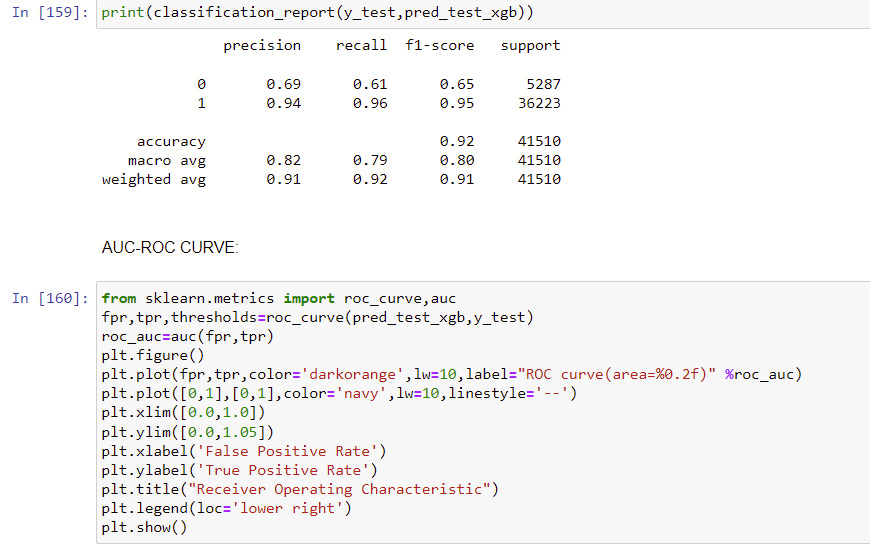 In [159]: print(classification_report(y_test,pred_test_xgb))
precision recall f1-score support
0 0.69 0.61 0.65 5287
1 0.94 0.96 0.95 36223
accuracy 0.92 41510
macro avg 0.82 0.79 0.80 41510
weighted avg 0.91 0.92 0.91 41510
AUC-ROC CURVE:
In [160]: from sklearn.metrics import roc_curve,auc
fpr,tpr,thresholds=roc_curve(pred_test_xgb,y_test)
roc_auc=auc(fpr,tpr)
plt.figure()
plt.plot(fpr,tpr,color='darkorange',lw=10,label="ROC curve(area=%0.2f)" %roc_auc)
plt.plot([0,1],[0,1],color='navy',lw=10,linestyle='--')
plt.xlim([0.0,1.0])
plt.ylim([0.0,1.05])
plt.xlabel('False Positive Rate')
plt.ylabel('True Positive Rate')
plt.title("Receiver Operating Characteristic")
plt.legend(loc='lower right')
plt.show()